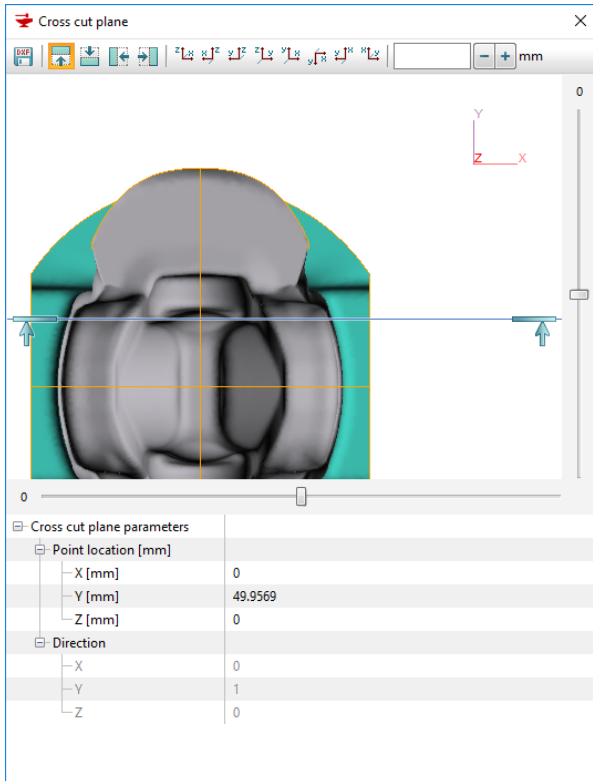 Cross cut plane
DXF
z x x z y z z y y x y x y x x y
mm
0
Y
Z X
0
Cross cut plane parameters
Point location [mm]
X [mm] 0
Y [mm] 49.9569
Z [mm] 0
Direction
X 0
Y 1
Z 0